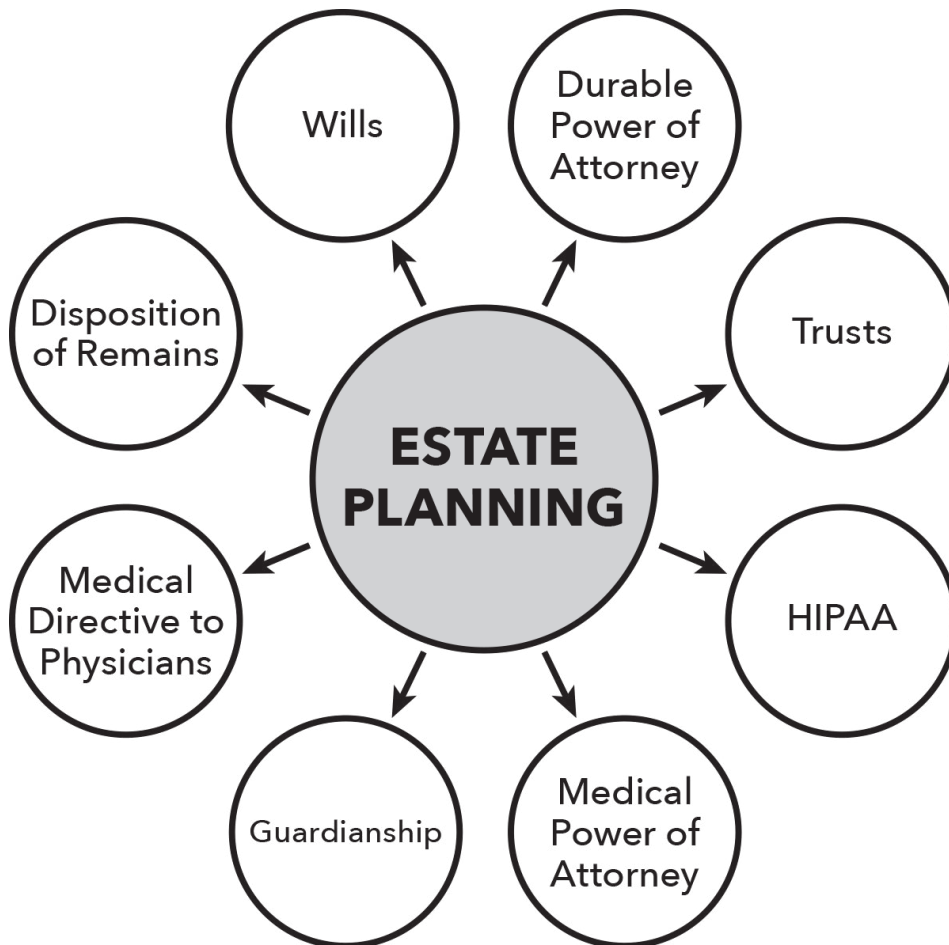 Wills
Durable
Power of
Attorney
Disposition
of Remains
Trusts
ESTATE
PLANNING
Medical
Directive to
Physicians
HIPAA
Guardianship
Medical
Power of
Attorney